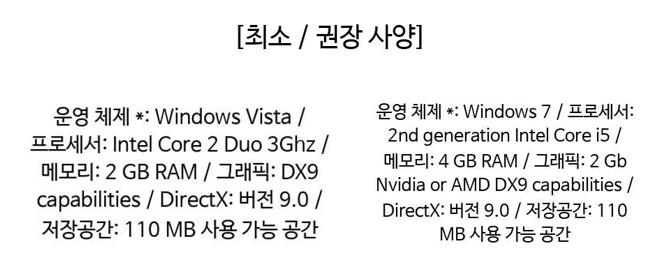 [최소 / 권장 사양]
운영 체제 *: Windows Vista /
프로세서: Intel Core 2 Duo 3Ghz /
메모리: 2 GB RAM / 그래픽: DX9
capabilities / DirectX: 버전 9.0 /
저장공간: 110 MB 사용 가능 공간
운영 체제 *: Windows 7 / 프로세서:
2nd generation Intel Core i5 /
메모리: 4 GB RAM / 그래픽: 2 Gb
Nvidia or AMD DX9 capabilities /
DirectX: 버전 9.0 / 저장공간: 110
MB 사용 가능 공간